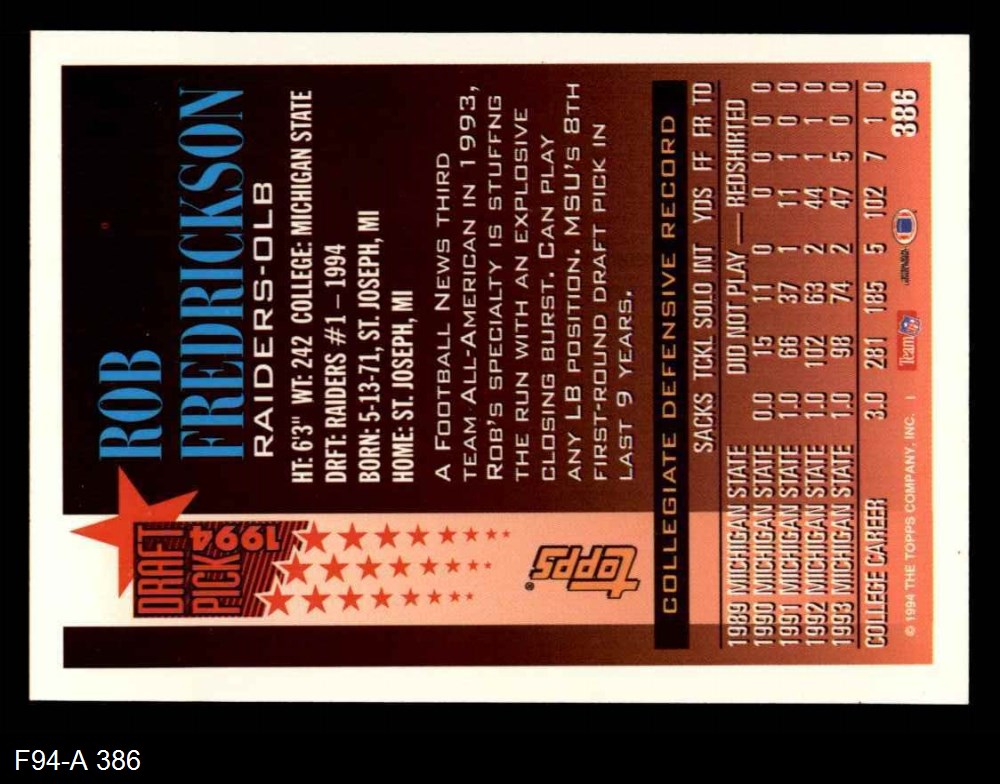 DRAFT
PICK
1994
ROB
FREDRICKSON
RAIDERS-OLB
HT: 6'3" WT: 242 COLLEGE: MICHIGAN STATE
DRFT: RAIDERS #1 – 1994
BORN: 5-13-71, ST. JOSEPH, MI
HOME: ST. JOSEPH, MI
A FOOTBALL NEWS THIRD
TEAM ALL-AMERICAN IN 1993,
ROB'S SPECIALTY IS STUFFNG
THE RUN WITH AN EXPLOSIVE
CLOSING BURST. CAN PLAY
ANY LB POSITION. MSU'S 8TH
FIRST-ROUND DRAFT PICK IN
LAST 9 YEARS.
TOPPS ®
COLLEGIATE DEFENSIVE RECORD
SACKS TCKL SOLO INT YDS FF FR TD
1989 MICHIGAN STATE DID NOT PLAY — REDSHIRTED
1990 MICHIGAN STATE 0.0 15 11 0 0 0 0 0
1991 MICHIGAN STATE 1.0 66 37 1 11 1 0 0
1992 MICHIGAN STATE 1.0 102 63 2 44 1 1 0
1993 MICHIGAN STATE 1.0 98 74 2 47 5 0 0
COLLEGE CAREER 3.0 281 185 5 102 7 1 0
© 1994 THE TOPPS COMPANY, INC. I Team NFL 386
F94-A 386